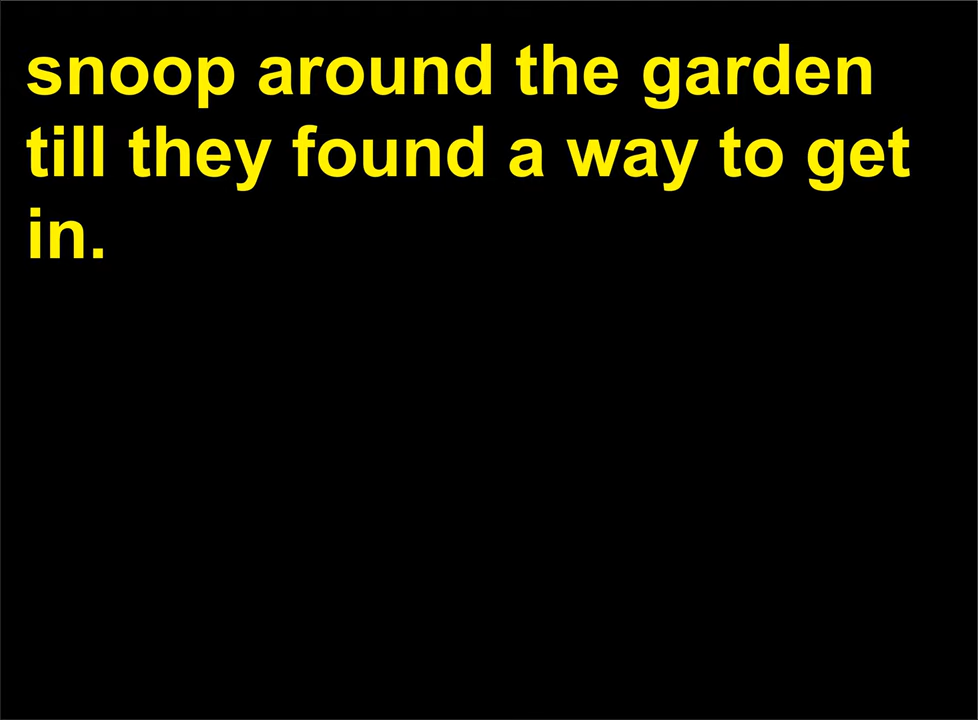 snoop around the garden
till they found a way to get
in.